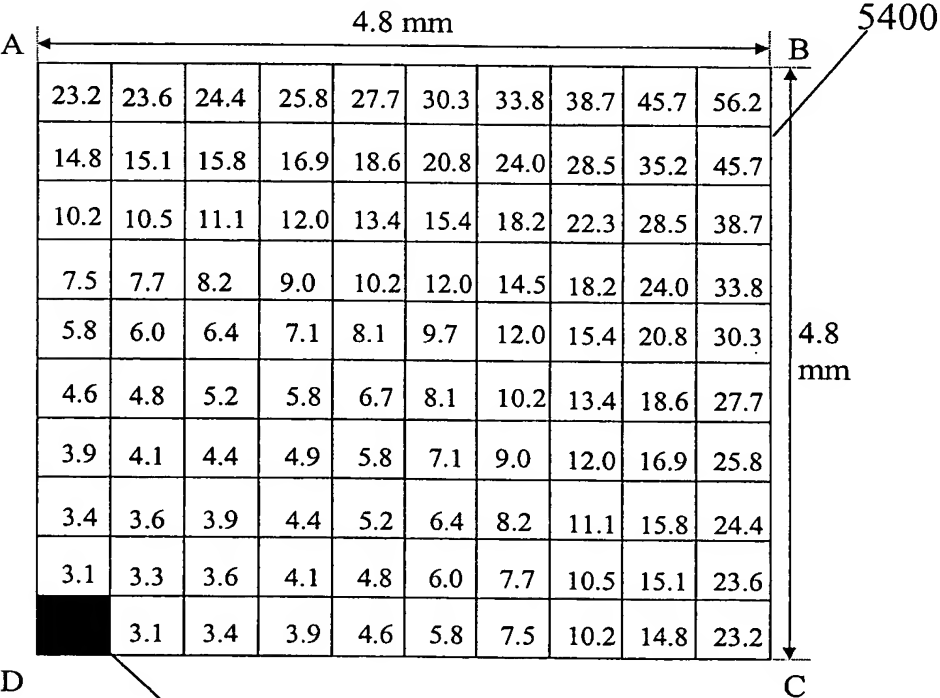 4.8 mm 5400
A B
23.2 23.6 24.4 25.8 27.7 30.3 33.8 38.7 45.7 56.2
14.8 15.1 15.8 16.9 18.6 20.8 24.0 28.5 35.2 45.7
10.2 10.5 11.1 12.0 13.4 15.4 18.2 22.3 28.5 38.7
7.5 7.7 8.2 9.0 10.2 12.0 14.5 18.2 24.0 33.8
5.8 6.0 6.4 7.1 8.1 9.7 12.0 15.4 20.8 30.3 4.8
mm
4.6 4.8 5.2 5.8 6.7 8.1 10.2 13.4 18.6 27.7
3.9 4.1 4.4 4.9 5.8 7.1 9.0 12.0 16.9 25.8
3.4 3.6 3.9 4.4 5.2 6.4 8.2 11.1 15.8 24.4
3.1 3.3 3.6 4.1 4.8 6.0 7.7 10.5 15.1 23.6
3.1 3.4 3.9 4.6 5.8 7.5 10.2 14.8 23.2
D C